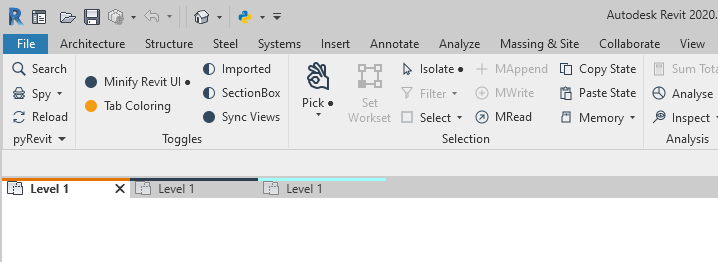 Autodesk Revit 2020.
File Architecture Structure Steel Systems Insert Annotate Analyze Massing & Site Collaborate View
Search
Spy
Reload
pyRevit
Minify Revit UI
Tab Coloring
Imported
SectionBox
Sync Views
Toggles
Pick
Set
Workset
Isolate
Filter
Select
MAppend
MWrite
MRead
Copy State
Paste State
Memory
Selection
Sum Tota
Analyse
Inspect
Analysis
Level 1 Level 1 Level 1